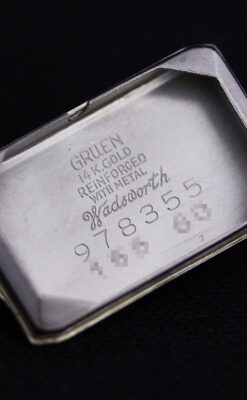 GRUEN
14 K. GOLD
REINFORCED
WITH METAL
Wadsworth
978355